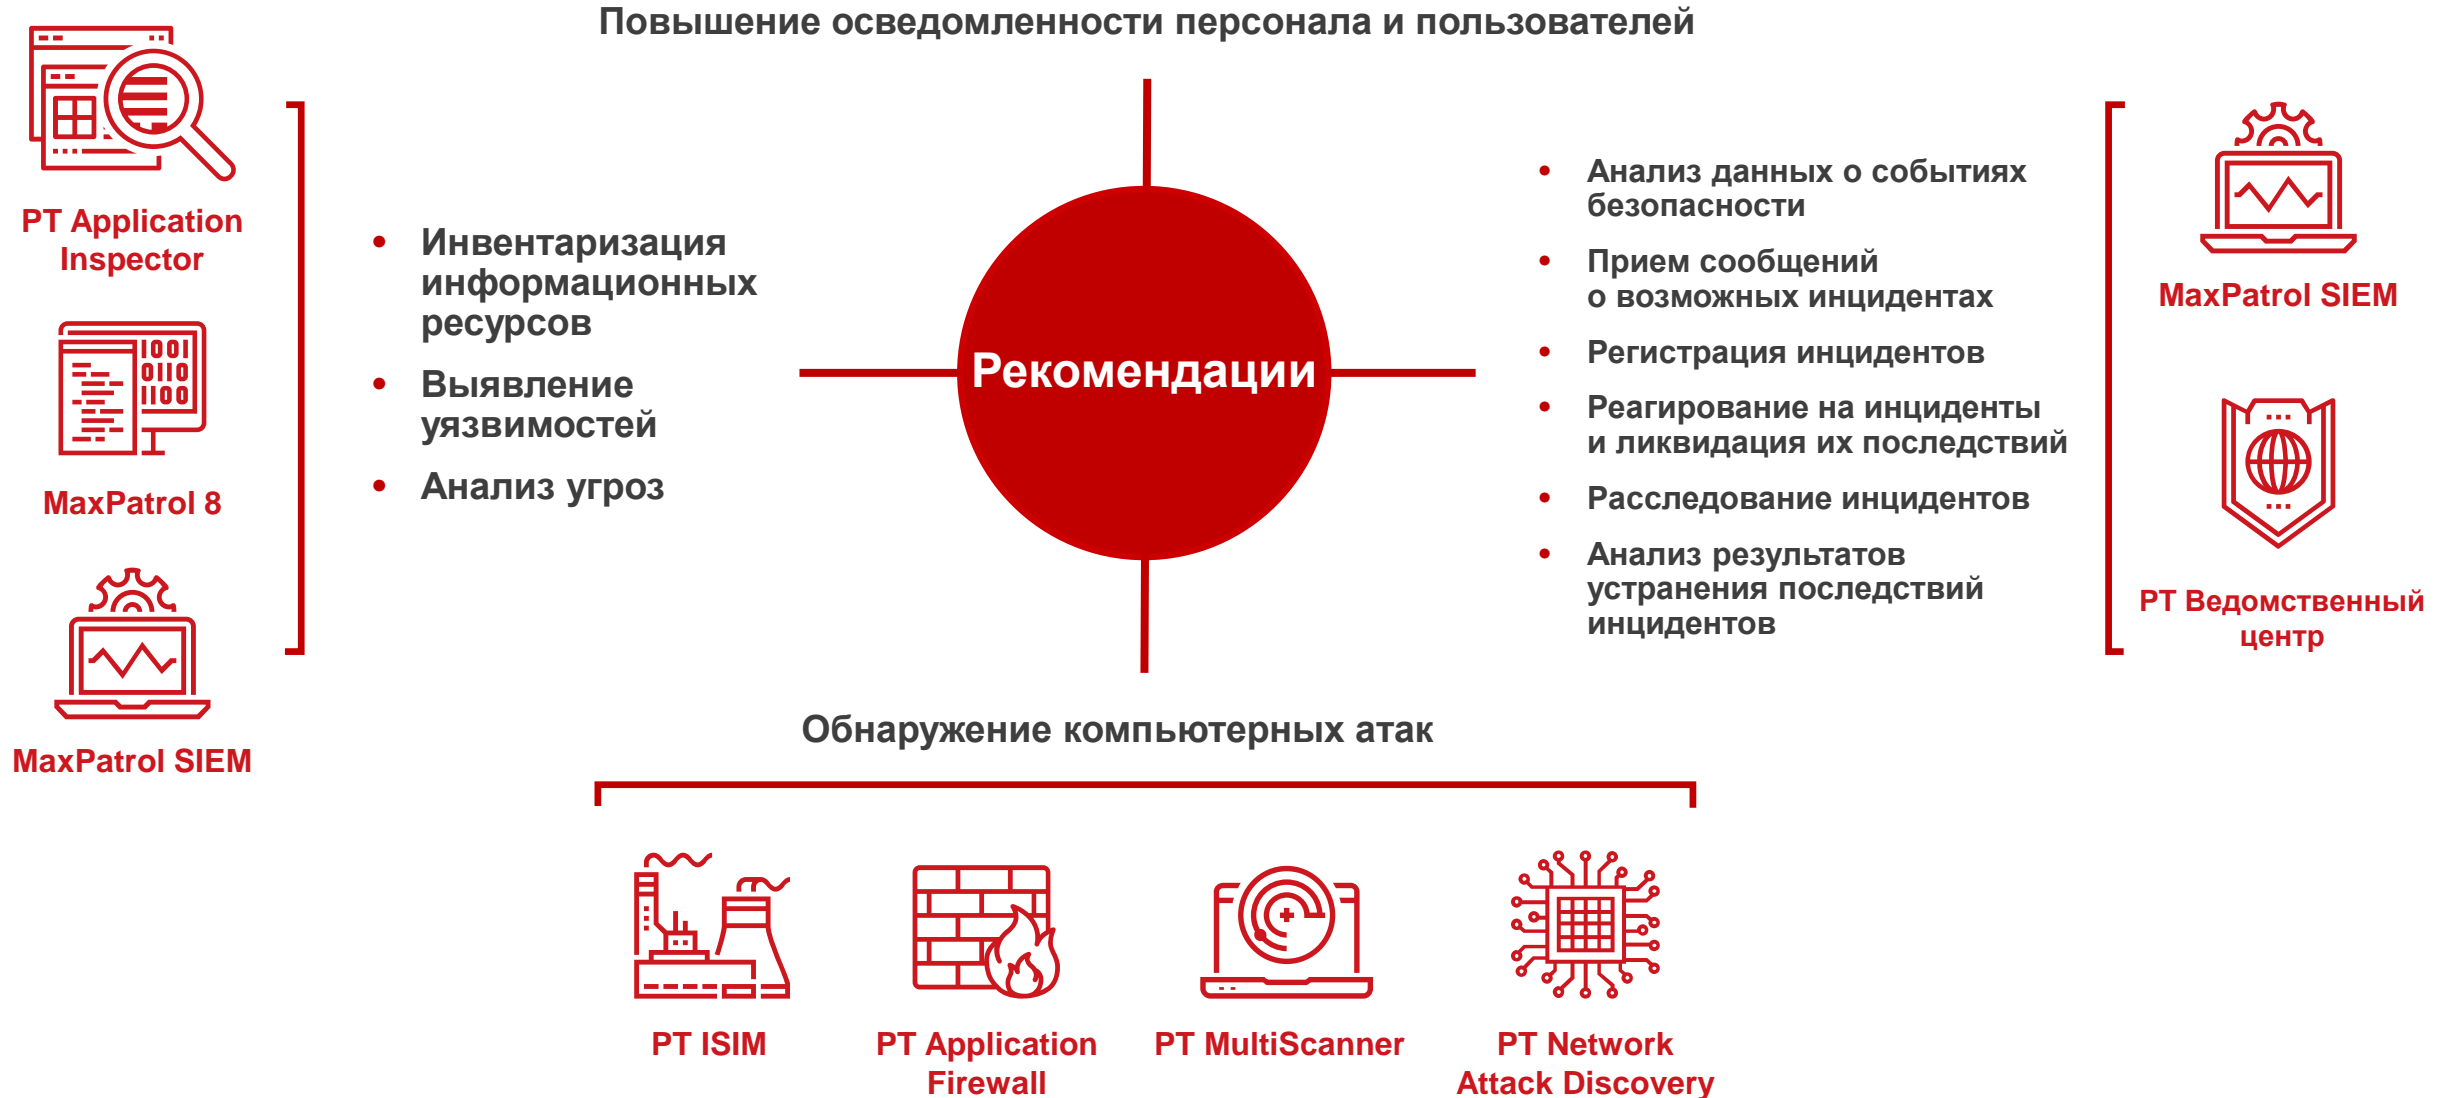 Повышение осведомленности персонала и пользователей
PT Application
Inspector
MaxPatrol 8
MaxPatrol SIEM
• Инвентаризация
информационных
ресурсов
• Выявление
уязвимостей
• Анализ угроз
1001
0110
1100
Рекомендации
• Анализ данных о событиях
безопасности
• Прием сообщений
о возможных инцидентах
• Регистрация инцидентов
• Реагирование на инциденты
и ликвидация их последствий
• Расследование инцидентов
• Анализ результатов
устранения последствий
инцидентов
MaxPatrol SIEM
PT Ведомственный
центр
Обнаружение компьютерных атак
PT ISIM
PT Application
Firewall
PT MultiScanner
PT Network
Attack Discovery